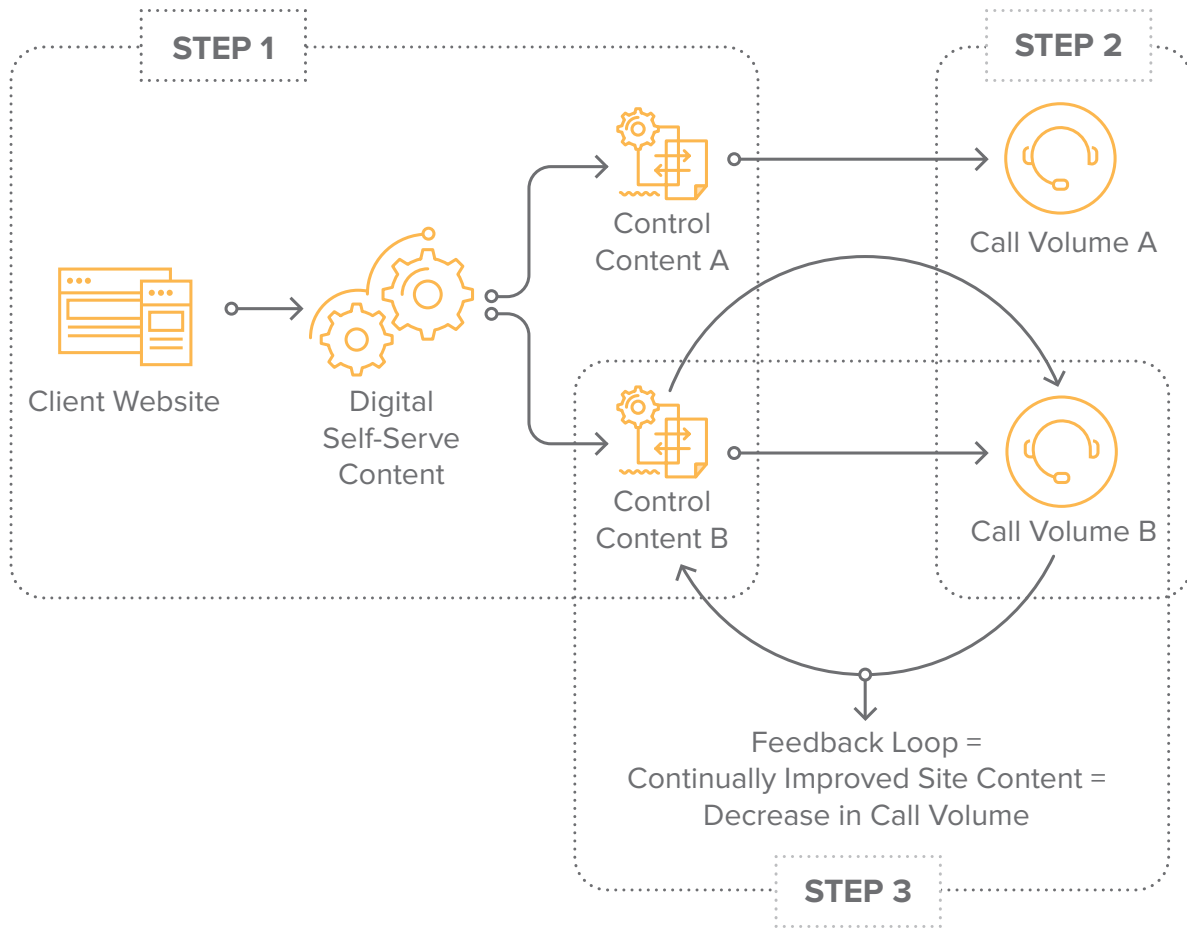 STEP 1
STEP 2
Control
Content A
Call Volume A
Client Website
Digital
Self-Serve
Content
Control
Content B
Call Volume B
Feedback Loop =
Continually Improved Site Content =
Decrease in Call Volume
STEP 3